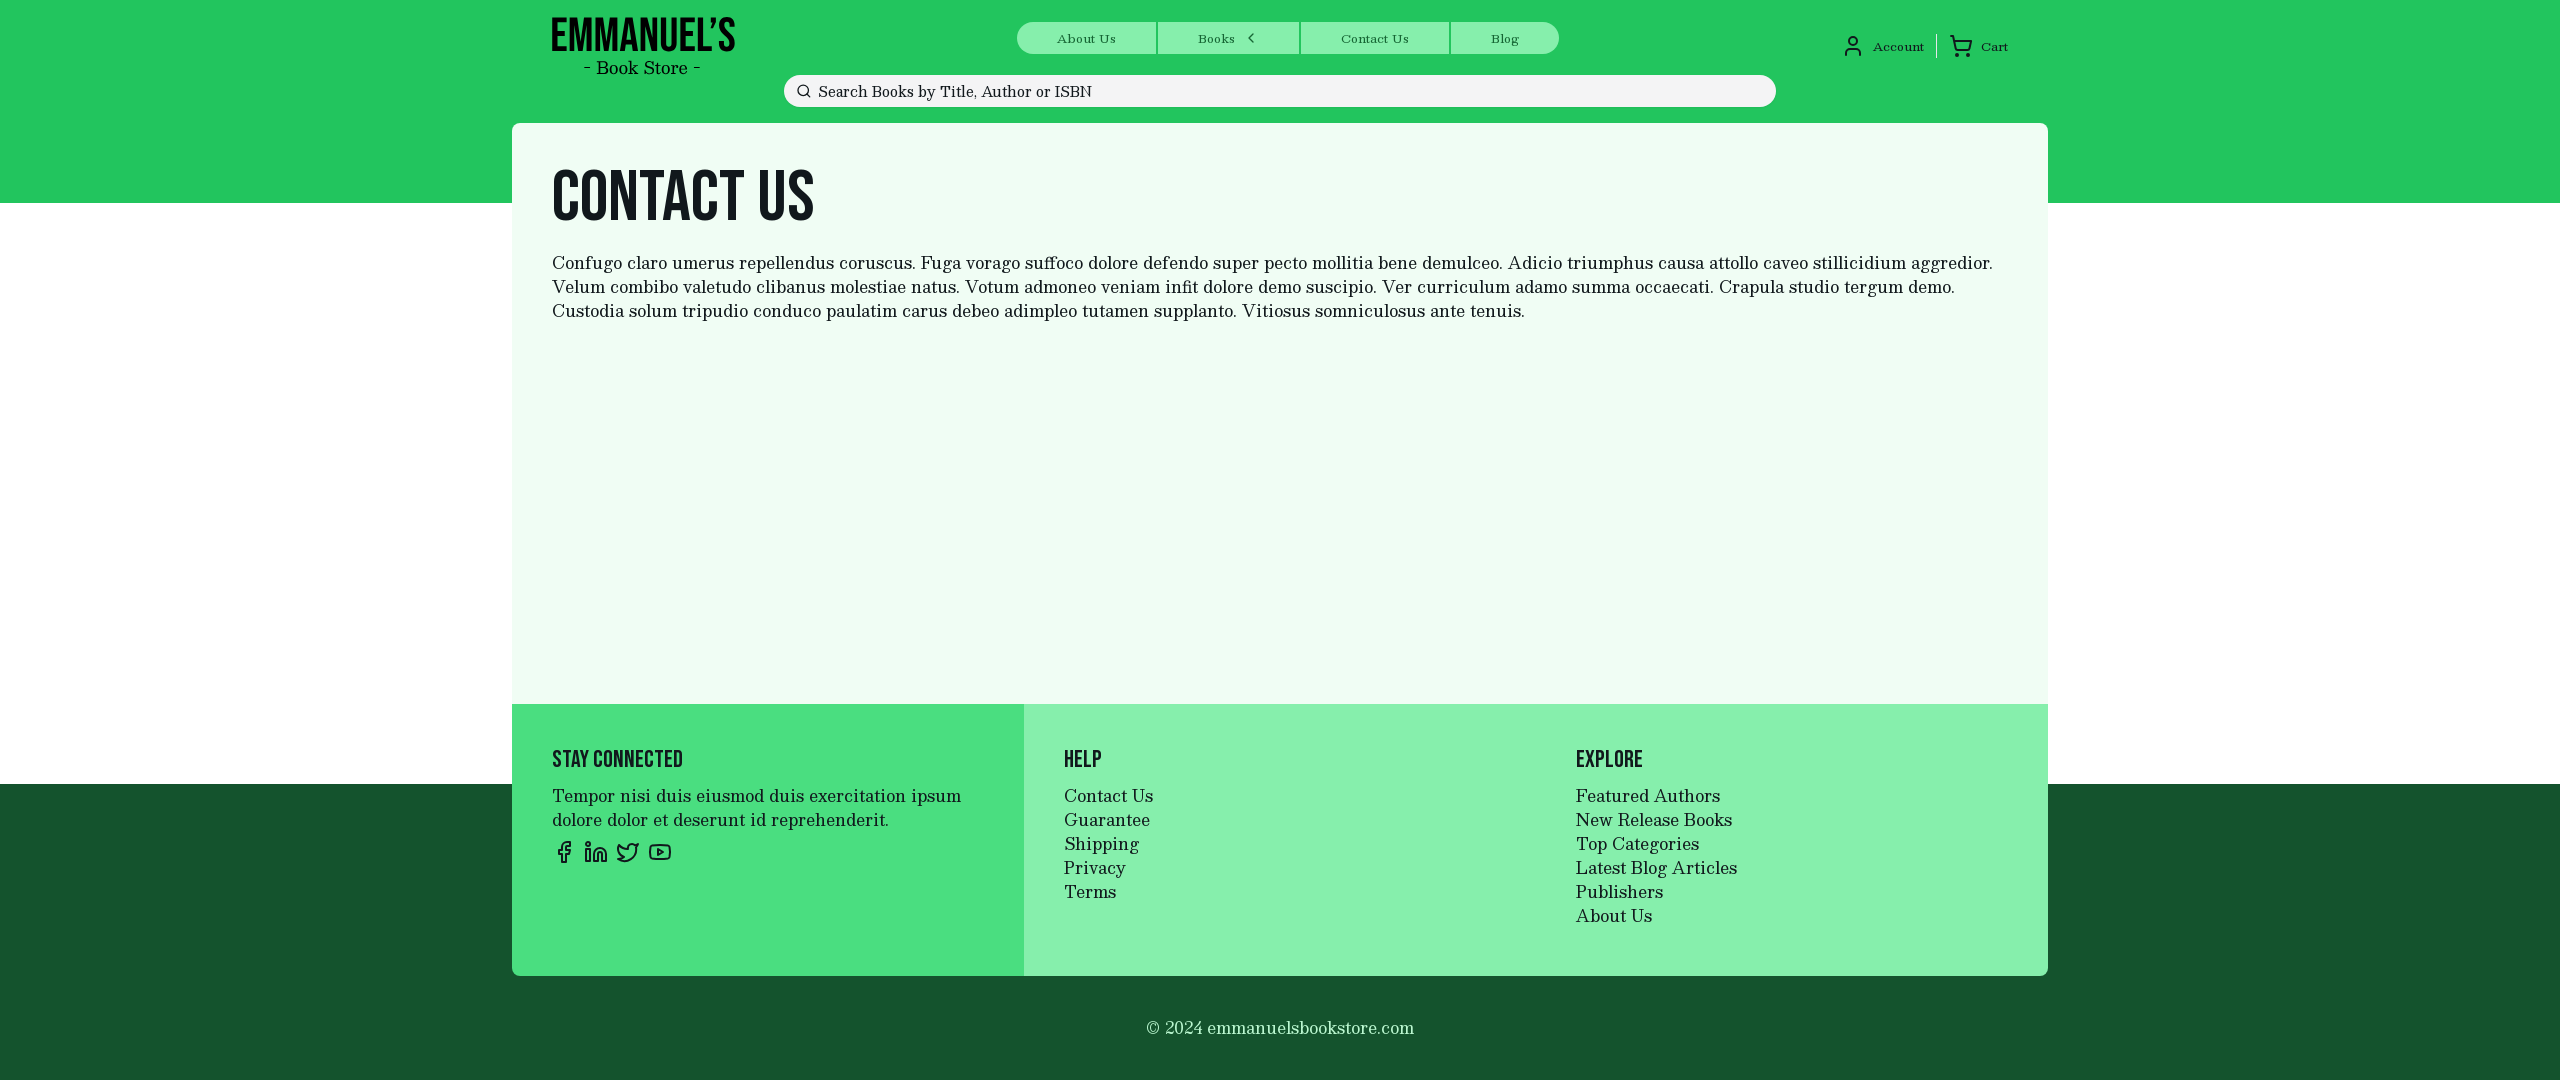 EMMANUEL'S
- Book Store -
About Us
Books
Contact Us
Blog
Account
Cart
Search Books by Title, Author or ISBN
CONTACT US
Confugo claro umerus repellendus coruscus. Fuga vorago suffoco dolore defendo super pecto mollitia bene demulceo. Adicio triumphus causa attollo caveo stillicidium aggredior.
Velum combibo valetudo clibanus molestiae natus. Votum admoneo veniam infit dolore demo suscipio. Ver curriculum adamo summa occaecati. Crapula studio tergum demo.
Custodia solum tripudio conduco paulatim carus debeo adimpleo tutamen supplanto. Vitiosus somniculosus ante tenuis.
STAY CONNECTED
Tempor nisi duis eiusmod duis exercitation ipsum
dolore dolor et deserunt id reprehenderit.
HELP
Contact Us
Guarantee
Shipping
Privacy
Terms
EXPLORE
Featured Authors
New Release Books
Top Categories
Latest Blog Articles
Publishers
About Us
© 2024 emmanuelsbookstore.com